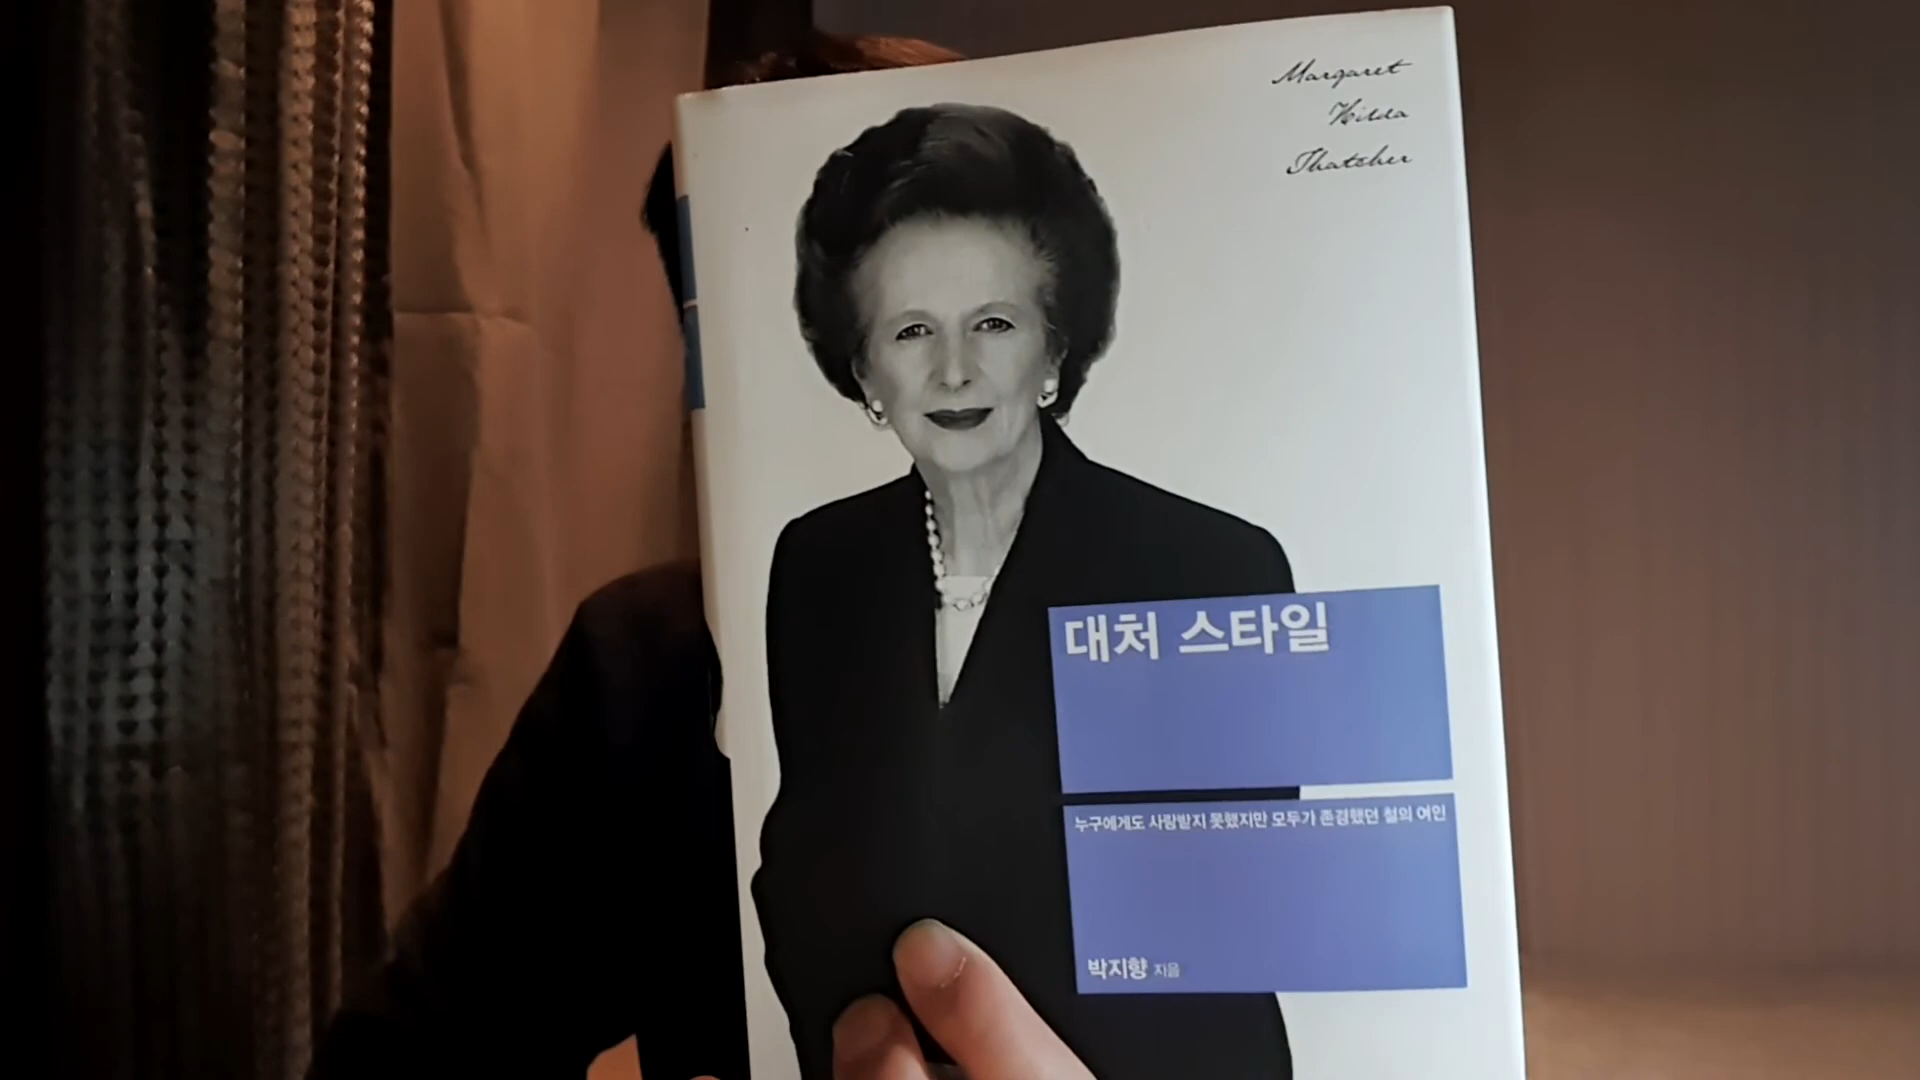 Margaret
Hilda
Thatcher
대처 스타일
누구에게도 사랑받지 못했지만 모두가 존경했던 철의 여인
박지향 지음